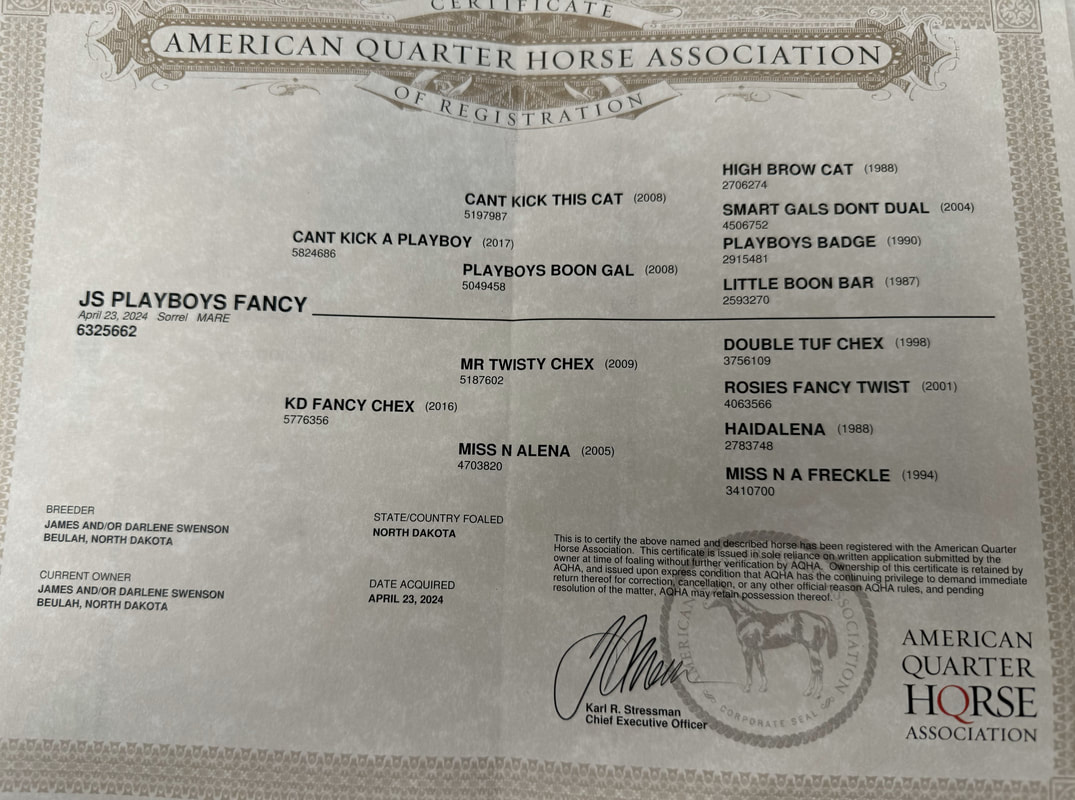 CERTIFICATE
AMERICAN QUARTER HORSE ASSOCIATION
OF REGISTRATION
HIGH BROW CAT (1988)
2706274
CANT KICK THIS CAT (2008)
5197987
SMART GALS DONT DUAL (2004)
4506752
CANT KICK A PLAYBOY (2017)
5824686
PLAYBOYS BADGE (1990)
2915481
PLAYBOYS BOON GAL (2008)
5049458
LITTLE BOON BAR (1987)
2593270
JS PLAYBOYS FANCY
April 23, 2024 Sorrel MARE
6325662
DOUBLE TUF CHEX (1998)
3756109
MR TWISTY CHEX (2009)
5187602
ROSIES FANCY TWIST (2001)
4063566
KD FANCY CHEX (2016)
5776356
HAIDALENA (1988)
2783748
MISS N ALENA (2005)
4703820
MISS N A FRECKLE (1994)
3410700
BREEDER
JAMES AND/OR DARLENE SWENSON
BEULAH, NORTH DAKOTA
STATE/COUNTRY FOALED
NORTH DAKOTA
CURRENT OWNER
JAMES AND/OR DARLENE SWENSON
BEULAH, NORTH DAKOTA
DATE ACQUIRED
APRIL 23, 2024
This is to certify the above named and described horse has been registered with the American Quarter
Horse Association. This certificate is issued in sole reliance on written application submitted by the
owner at time of foaling without further verification by AQHA. Ownership of this certificate is retained by
AQHA, and issued upon express condition that AQHA has the continuing privilege to demand immediate
return thereof for correction, cancellation, or any other official reason AQHA rules, and pending
resolution of the matter, AQHA may retain possession thereof.
Karl R. Stressman
Chief Executive Officer
AMERICAN
ASSOCIATION
CORPORATE SEAL
AMERICAN
QUARTER
HORSE
ASSOCIATION